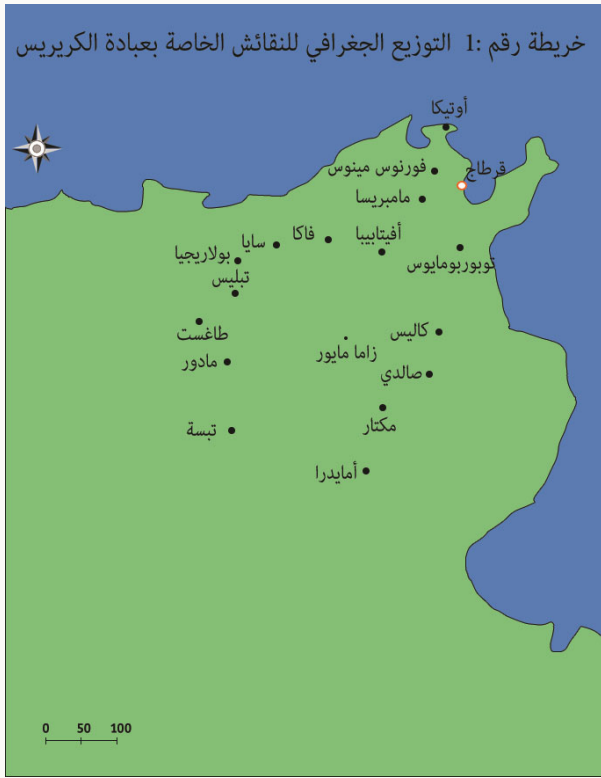 خريطة رقم :1 التوزيع الجغرافي للنقائش الخاصة بعبادة الكريريس
أوتيكا
قرطاج
فورنوس مينوس
مامبريسا
أفيتابيبا
فاكا
سايا
بولاريجيا
توبوربومايوس
تبليس
طاغست
كاليس
زاما مايور
مادور
صالدي
مكتار
تبسة
أمايدرا
0 50 100